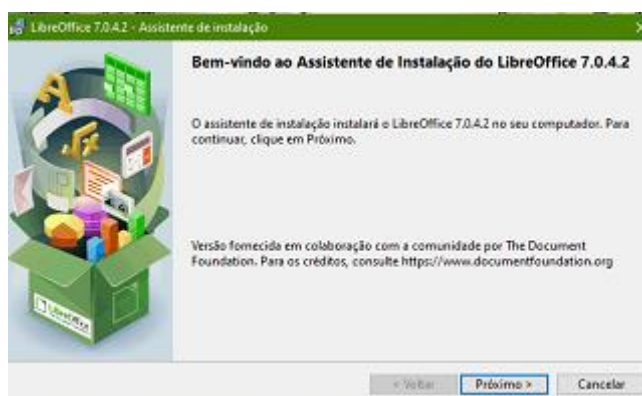 LibreOffice 7.0.4.2 - Assistente de instalação
Bem-vindo ao Assistente de Instalação do LibreOffice 7.0.4.2
O assistente de instalação instalará o LibreOffice 7.0.4.2 no seu computador. Para
continuar, clique em Próximo.
Versão fornecida em colaboração com a comunidade por The Document
Foundation. Para os créditos, consulte https://www.documentfoundation.org
LibreOffice
< Voltar
Próximo >
Cancelar